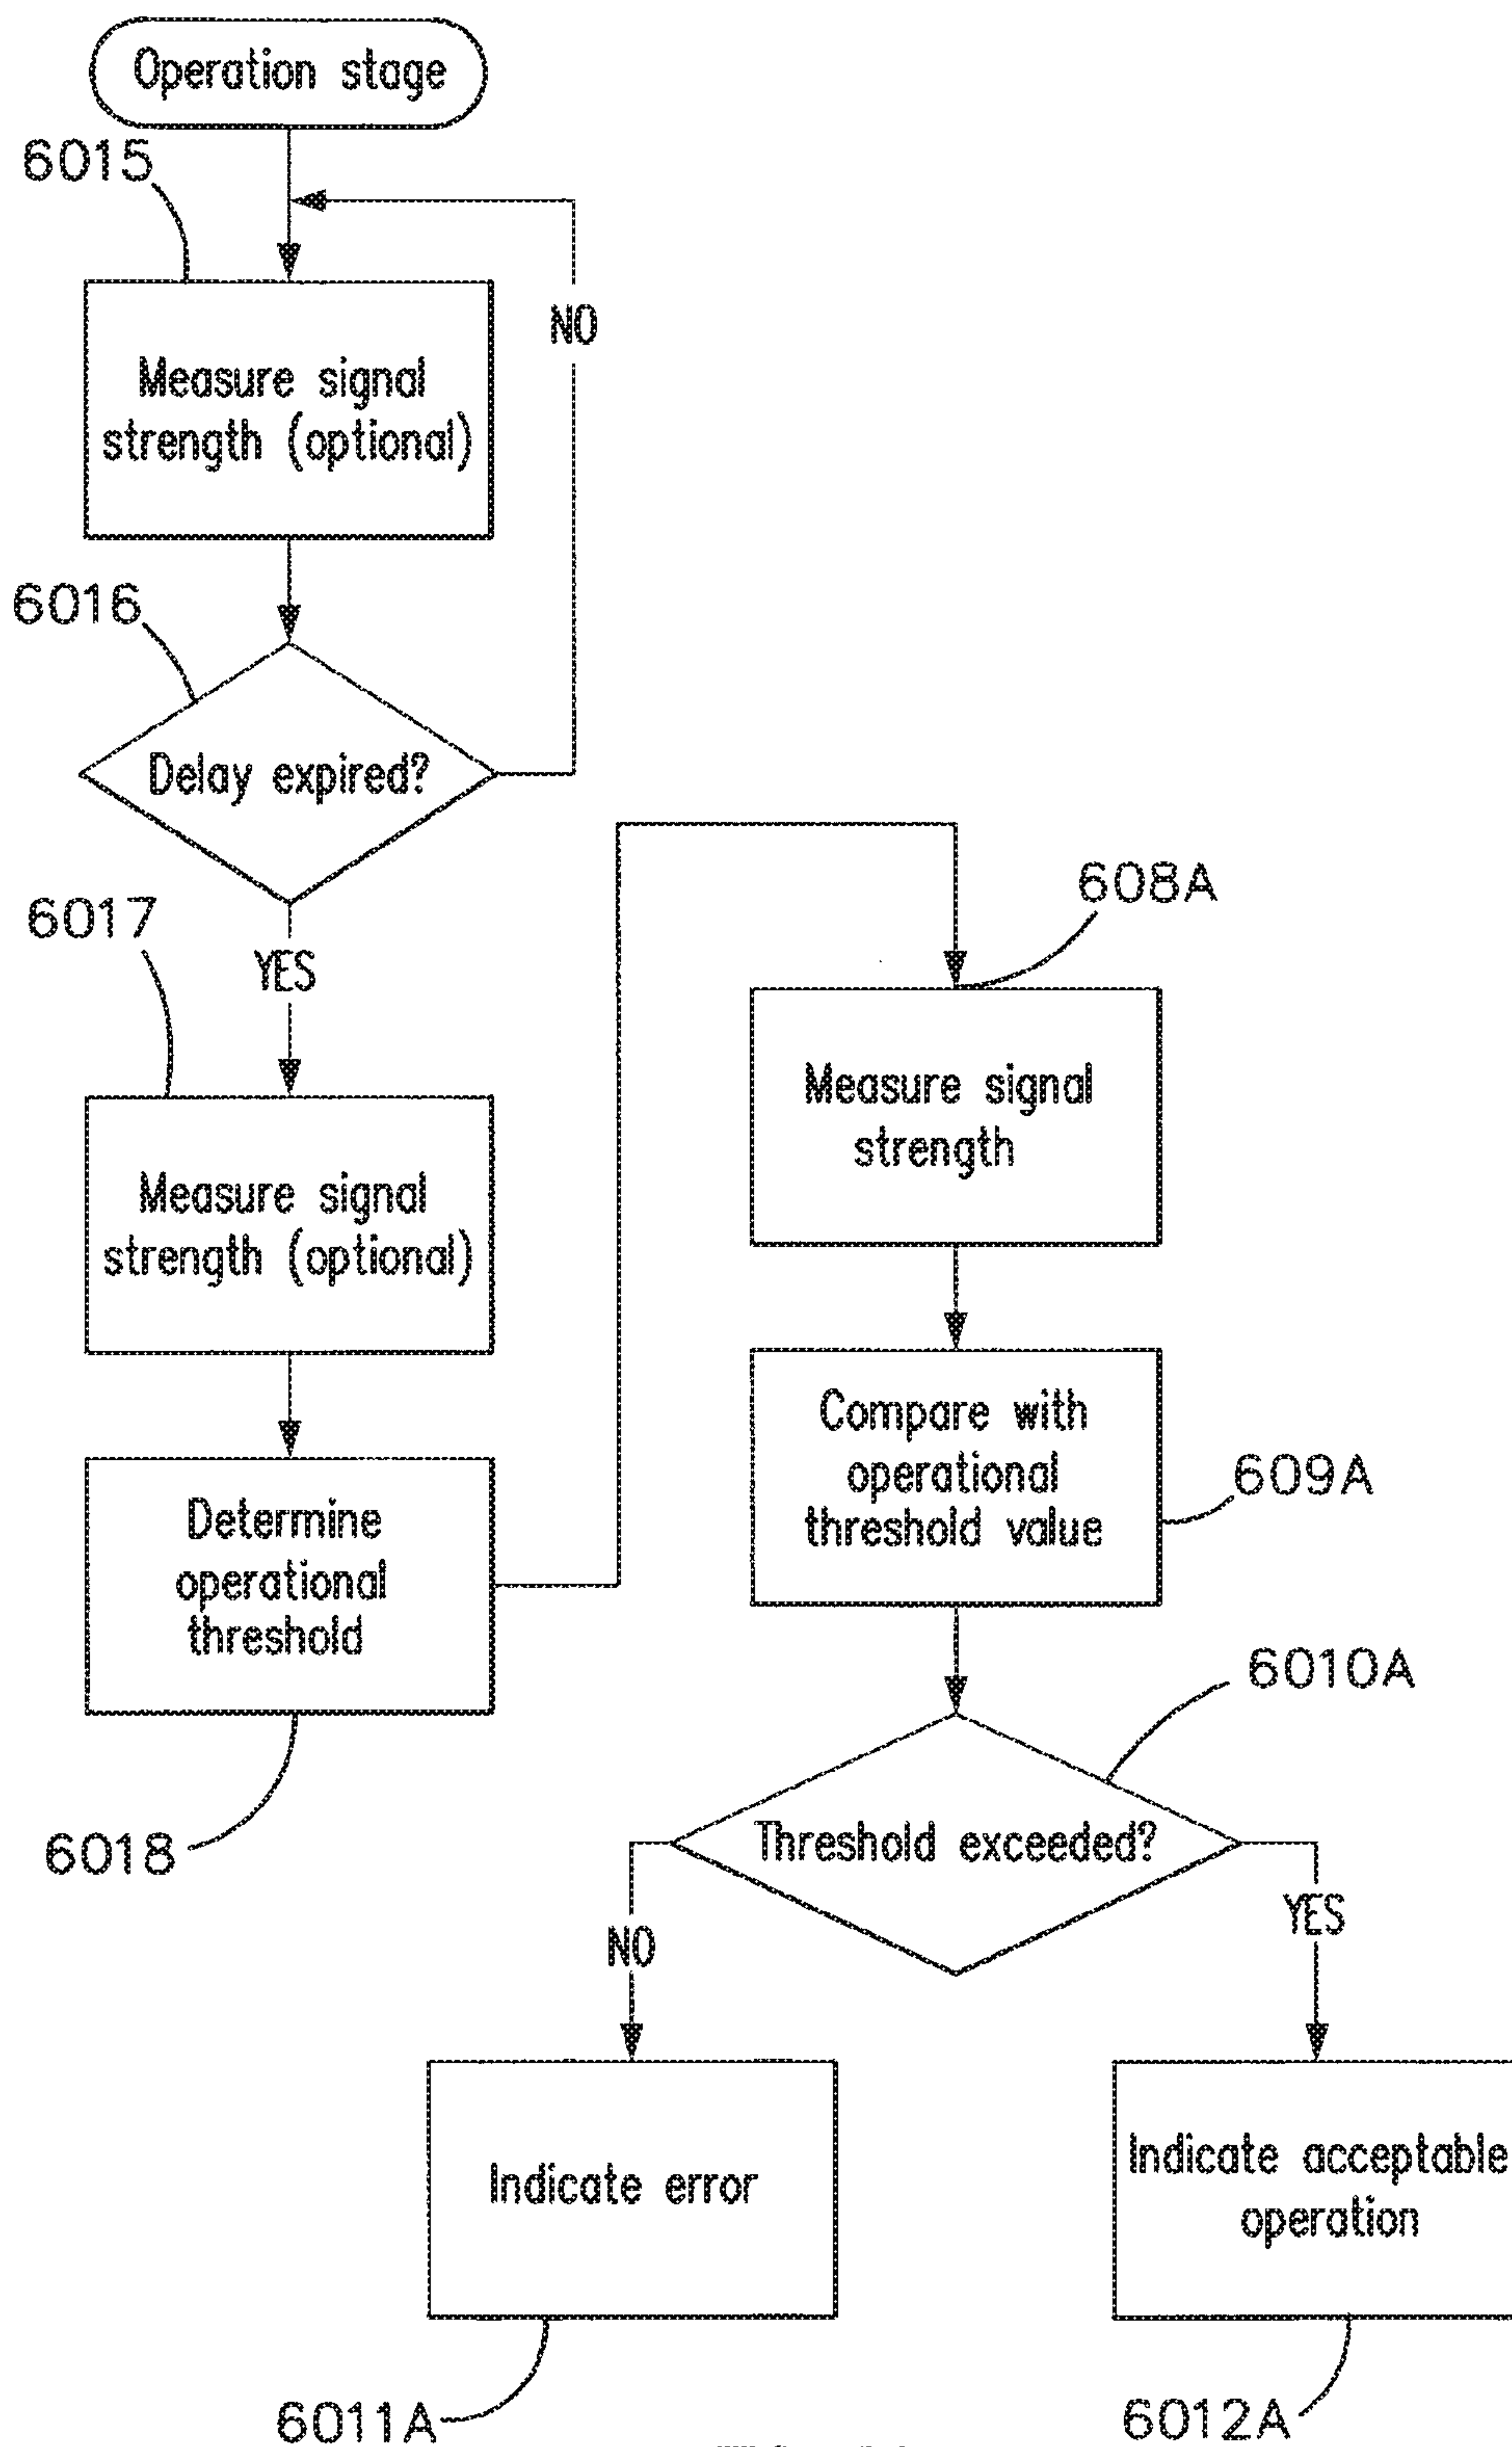 Operation stage
6015
NO
Measure signal
strength (optional)
6016
Delay expired?
6017
YES
Measure signal
strength (optional)
Determine
operational
threshold
6018
608A
Measure signal
strength
Compare with
operational
threshold value
609A
6010A
Threshold exceeded?
NO
YES
Indicate error
Indicate acceptable
operation
6011A
6012A